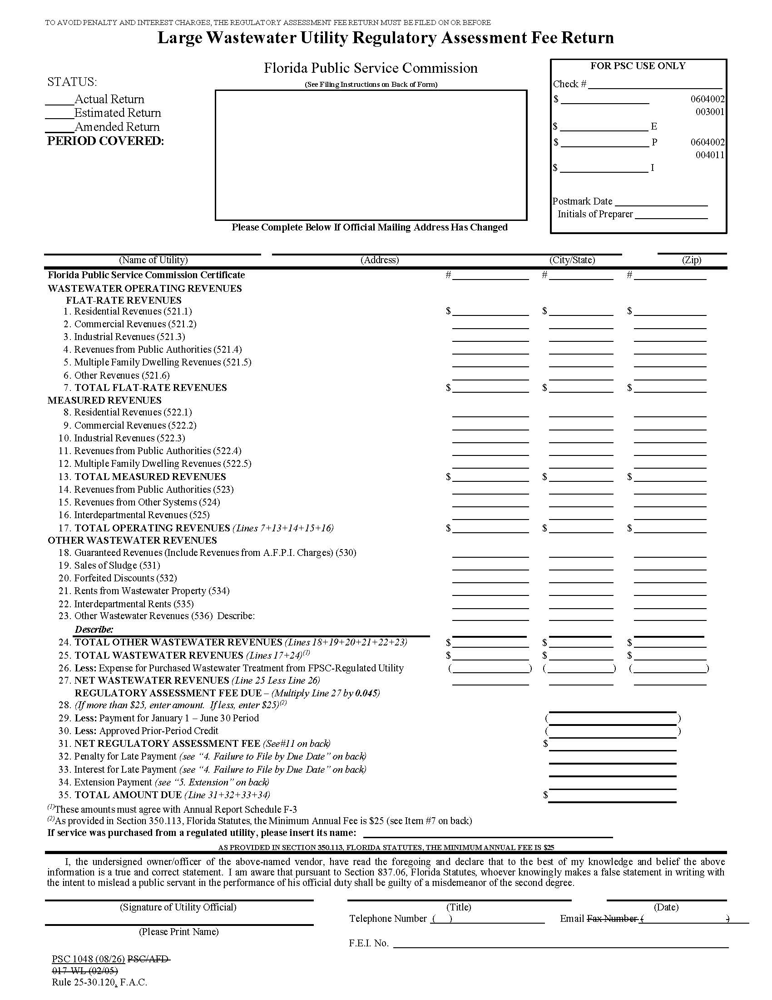 TO AVOID PENALTY AND INTEREST CHARGES, THE REGULATORY ASSESSMENT FEE RETURN MUST BE FILED ON OR BEFORE
Large Wastewater Utility Regulatory Assessment Fee Return
Florida Public Service Commission
(See Filing Instructions on Back of Form)
STATUS:
_____Actual Return
_____Estimated Return
_____Amended Return
PERIOD COVERED:
Please Complete Below If Official Mailing Address Has Changed
FOR PSC USE ONLY
Check #
$ 0604002
003001
$ E
$ P 0604002
004011
$ I
Postmark Date
Initials of Preparer
(Name of Utility) (Address) (City/State) (Zip)
Florida Public Service Commission Certificate # # #
WASTEWATER OPERATING REVENUES
FLAT-RATE REVENUES
1. Residential Revenues (521.1) $ $ $
2. Commercial Revenues (521.2)
3. Industrial Revenues (521.3)
4. Revenues from Public Authorities (521.4)
5. Multiple Family Dwelling Revenues (521.5)
6. Other Revenues (521.6)
7. TOTAL FLAT-RATE REVENUES $ $ $
MEASURED REVENUES
8. Residential Revenues (522.1)
9. Commercial Revenues (522.2)
10. Industrial Revenues (522.3)
11. Revenues from Public Authorities (522.4)
12. Multiple Family Dwelling Revenues (522.5)
13. TOTAL MEASURED REVENUES $ $ $
14. Revenues from Public Authorities (523)
15. Revenues from Other Systems (524)
16. Interdepartmental Revenues (525)
17. TOTAL OPERATING REVENUES (Lines 7+13+14+15+16) $ $ $
OTHER WASTEWATER REVENUES
18. Guaranteed Revenues (Include Revenues from A.F.P.I. Charges) (530)
19. Sales of Sludge (531)
20. Forfeited Discounts (532)
21. Rents from Wastewater Property (534)
22. Interdepartmental Rents (535)
23. Other Wastewater Revenues (536) Describe:
Describe:
24. TOTAL OTHER WASTEWATER REVENUES (Lines 18+19+20+21+22+23) $ $ $
25. TOTAL WASTEWATER REVENUES (Lines 17+24)(1) $ $ $
26. Less: Expense for Purchased Wastewater Treatment from FPSC-Regulated Utility ( ) ( ) ( )
27. NET WASTEWATER REVENUES (Line 25 Less Line 26)
REGULATORY ASSESSMENT FEE DUE – (Multiply Line 27 by 0.045)
28. (If more than $25, enter amount. If less, enter $25)(2)
29. Less: Payment for January 1 – June 30 Period ( )
30. Less: Approved Prior-Period Credit ( )
31. NET REGULATORY ASSESSMENT FEE (See#11 on back) $
32. Penalty for Late Payment (see “4. Failure to File by Due Date” on back)
33. Interest for Late Payment (see “4. Failure to File by Due Date” on back)
34. Extension Payment (see “5. Extension” on back)
35. TOTAL AMOUNT DUE (Line 31+32+33+34) $
(1)These amounts must agree with Annual Report Schedule F-3
(2)As provided in Section 350.113, Florida Statutes, the Minimum Annual Fee is $25 (see Item #7 on back)
If service was purchased from a regulated utility, please insert its name:
AS PROVIDED IN SECTION 350.113, FLORIDA STATUTES, THE MINIMUM ANNUAL FEE IS $25
I, the undersigned owner/officer of the above-named vendor, have read the foregoing and declare that to the best of my knowledge and belief the above
information is a true and correct statement. I am aware that pursuant to Section 837.06, Florida Statutes, whoever knowingly makes a false statement in writing with
the intent to mislead a public servant in the performance of his official duty shall be guilty of a misdemeanor of the second degree.
(Signature of Utility Official) (Title) (Date)
Telephone Number ( ) Email Fax Number ( )
(Please Print Name)
F.E.I. No.
PSC 1048 (08/26) PSC/AFD
017-WL (02/05)
Rule 25-30.120, F.A.C.